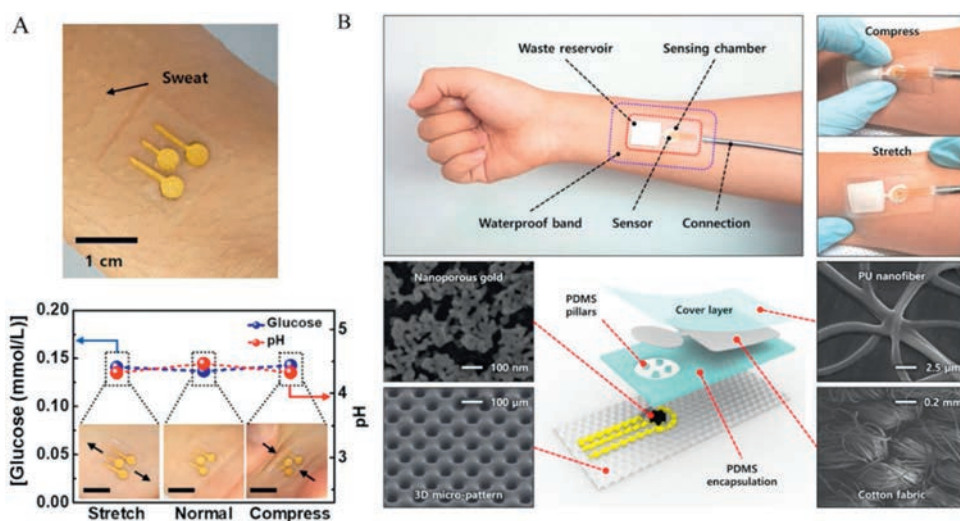 A
Sweat
1 cm
[Glucose (mmol/L)]
0.20
0.15
0.10
0.05
0.00
Glucose
pH
5
4
3
2
pH
Stretch Normal Compress
B
Waste reservoir
Sensing chamber
Waterproof band
Sensor
Connection
Compress
Stretch
Nanoporous gold
100 nm
100 μm
3D micro-pattern
PDMS
pillars
Cover layer
PDMS
encapsulation
PU nanofiber
2.5 μm
0.2 mm
Cotton fabric